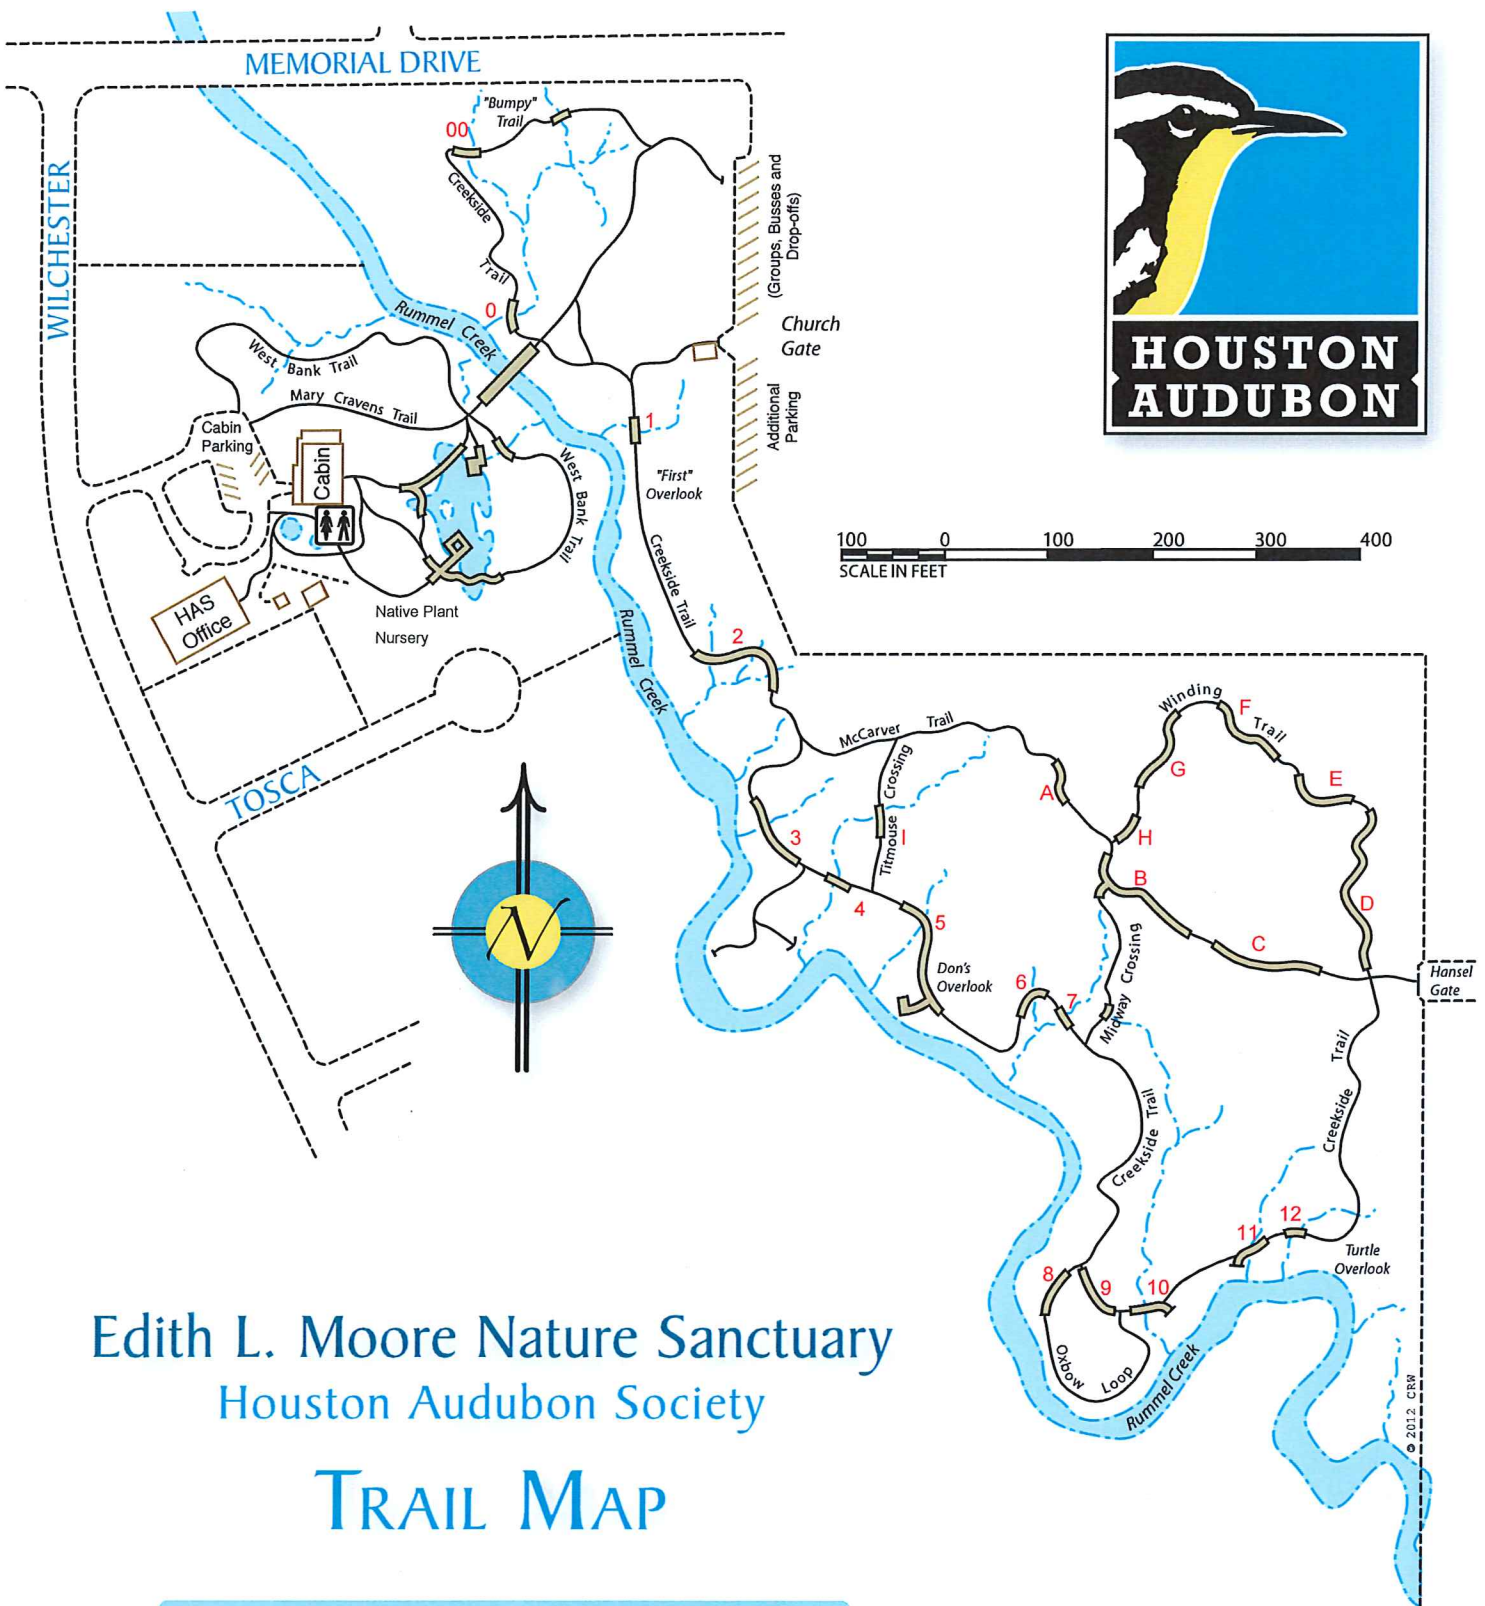 MEMORIAL DRIVE
WILCHESTER
"Bumpy"
Trail
00
Creekside
Trail
0
Rummel Creek
(Groups, Busses and
Drop-offs)
Church
Gate
Additional
Parking
HOUSTON
AUDUBON
West Bank Trail
Mary Cravens Trail
Cabin
Parking
Cabin
HAS
Office
Native Plant
Nursery
West Bank Trail
1
"First"
Overlook
Creekside Trail
100 0 100 200 300 400
SCALE IN FEET
Rummel Creek
2
TOSCA
N
McCarver Trail
Titmouse Crossing
I
A
Winding
Trail
F
G
E
H
B
D
C
3
4
5
Don's
Overlook
6
7
Midway Crossing
Hansel
Gate
Creekside Trail
Creekside Trail
12
11
Turtle
Overlook
8
9
10
Oxbow
Loop
Rummel Creek
© 2012 CRW
Edith L. Moore Nature Sanctuary
Houston Audubon Society
TRAIL MAP